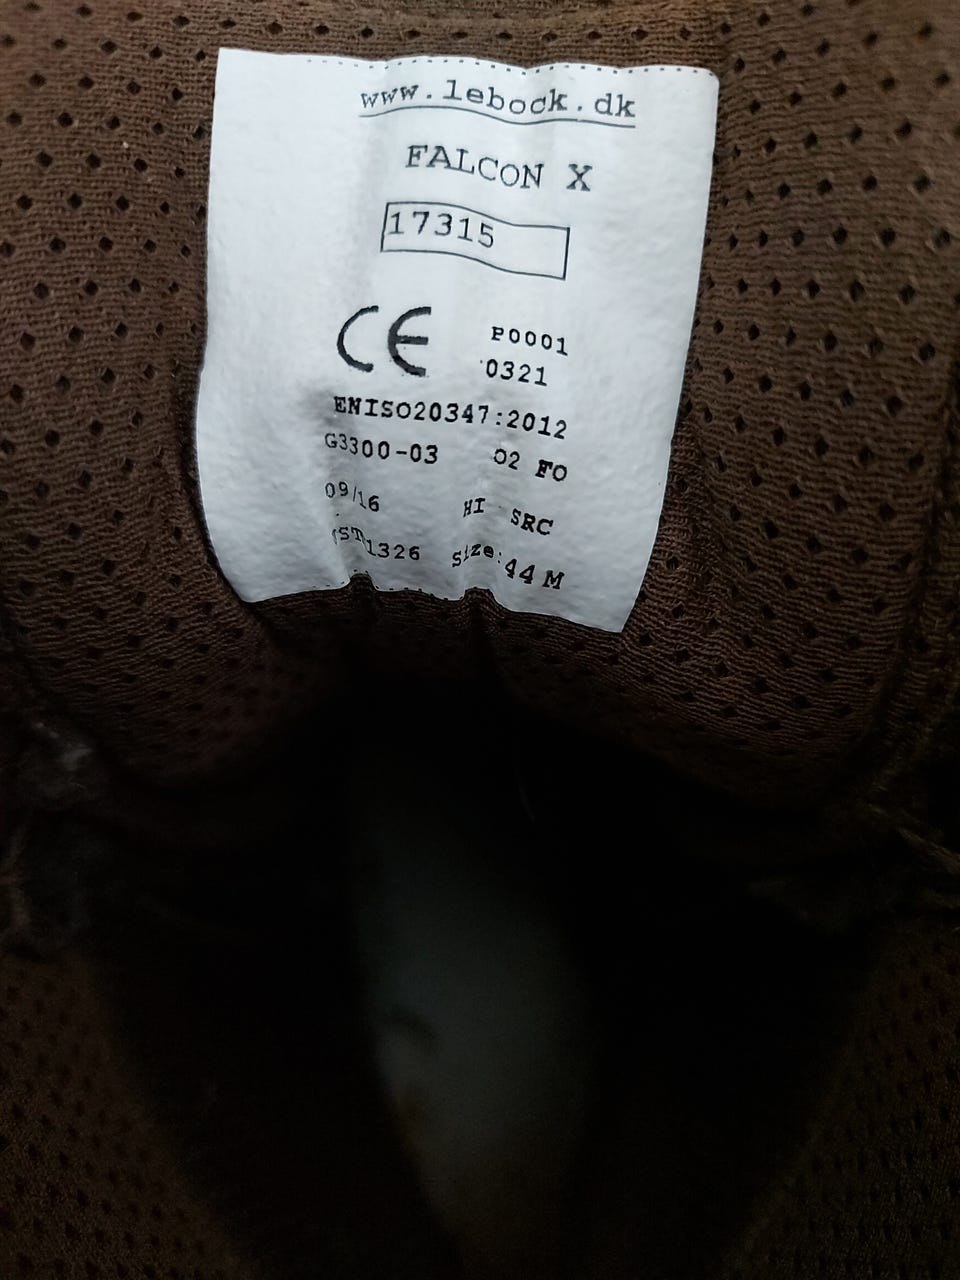 www.lebock.dk
FALCON X
17315
CE P0001
0321
ENISO20347:2012
G3300-03 O2 FO
09/16 HI SRC
Size: 44 M